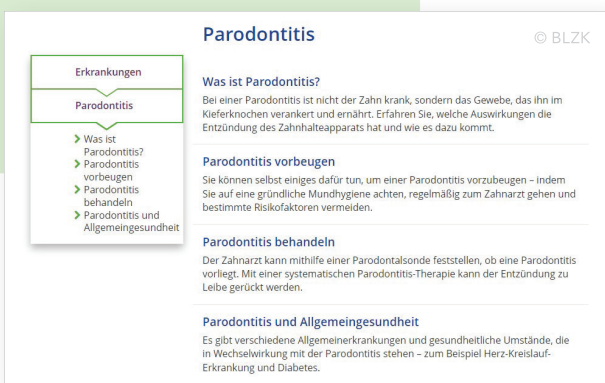 Parodontitis
© BLZK
Erkrankungen
Parodontitis
Was ist
Parodontitis?
Parodontitis
vorbeugen
Parodontitis
behandeln
Parodontitis und
Allgemeingesundheit
Was ist Parodontitis?
Bei einer Parodontitis ist nicht der Zahn krank, sondern das Gewebe, das ihn im
Kieferknochen verankert und ernährt. Erfahren Sie, welche Auswirkungen die
Entzündung des Zahnhalteapparats hat und wie es dazu kommt.
Parodontitis vorbeugen
Sie können selbst einiges dafür tun, um einer Parodontitis vorzubeugen – indem
Sie auf eine gründliche Mundhygiene achten, regelmäßig zum Zahnarzt gehen und
bestimmte Risikofaktoren vermeiden.
Parodontitis behandeln
Der Zahnarzt kann mithilfe einer Parodontalsonde feststellen, ob eine Parodontitis
vorliegt. Mit einer systematischen Parodontitis-Therapie kann der Entzündung zu
Leibe gerückt werden.
Parodontitis und Allgemeingesundheit
Es gibt verschiedene Allgemeinerkrankungen und gesundheitliche Umstände, die
in Wechselwirkung mit der Parodontitis stehen – zum Beispiel Herz-Kreislauf-
Erkrankung und Diabetes.